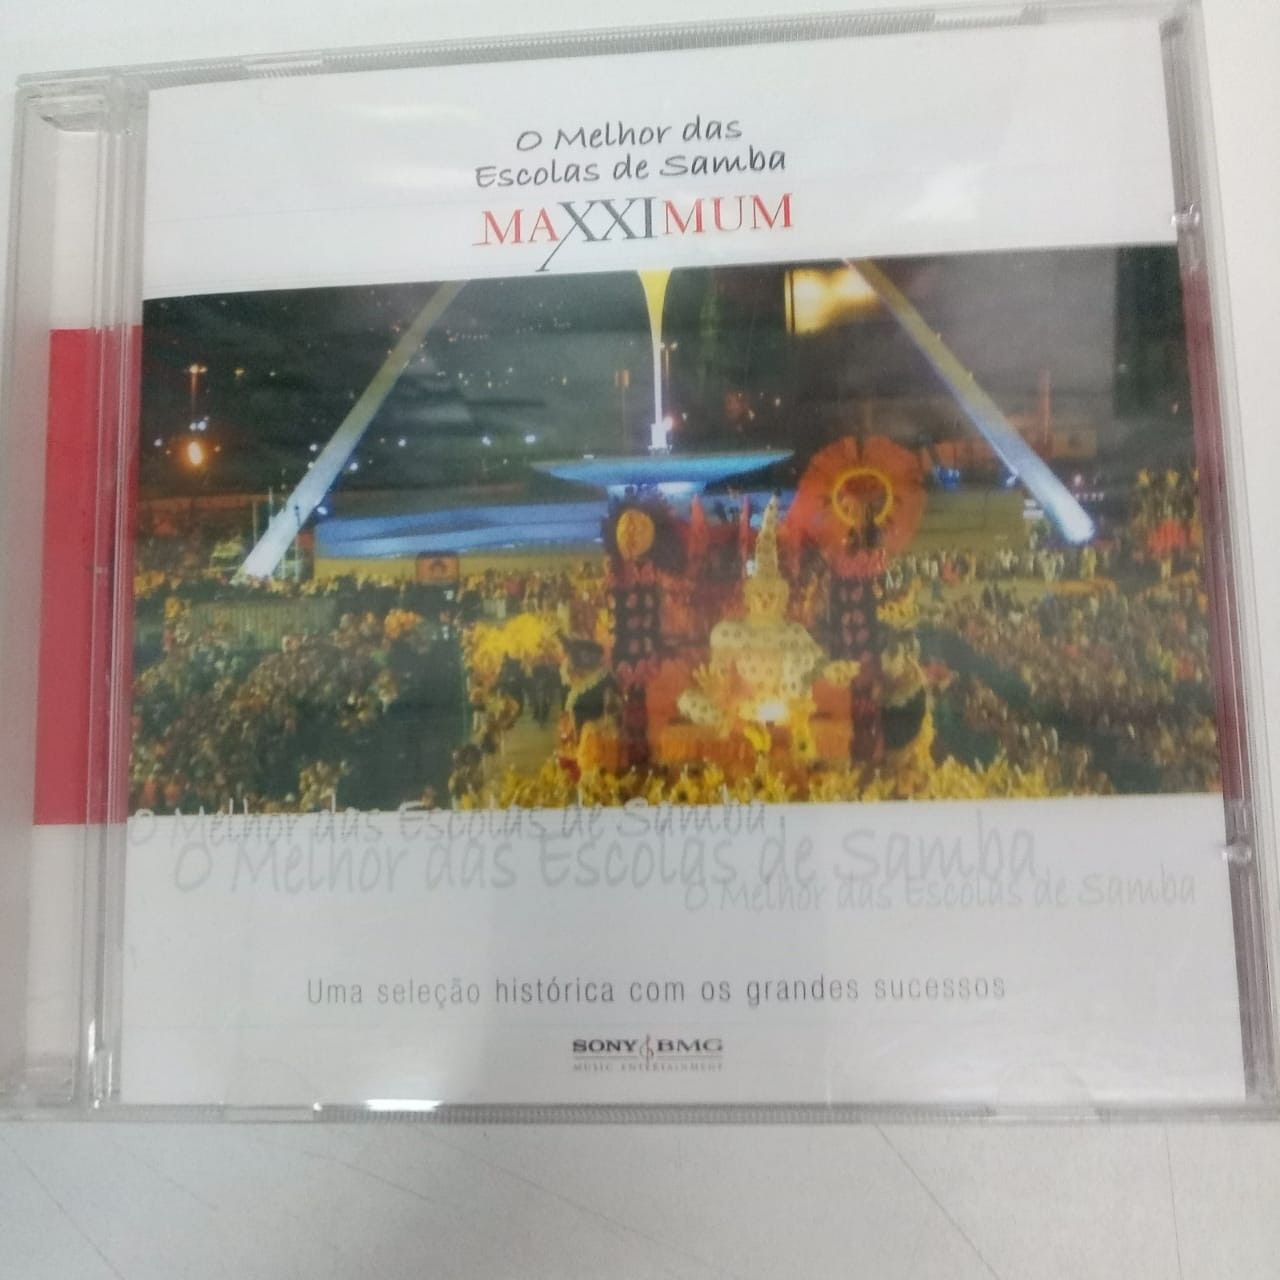 O Melhor das
Escolas de Samba
MAXXIMUM
O Melhor das Escolas de Samba
O Melhor das Escolas de Samba
O Melhor das Escolas de Samba
Uma seleção histórica com os grandes sucessos
SONY BMG
MUSIC ENTERTAINMENT